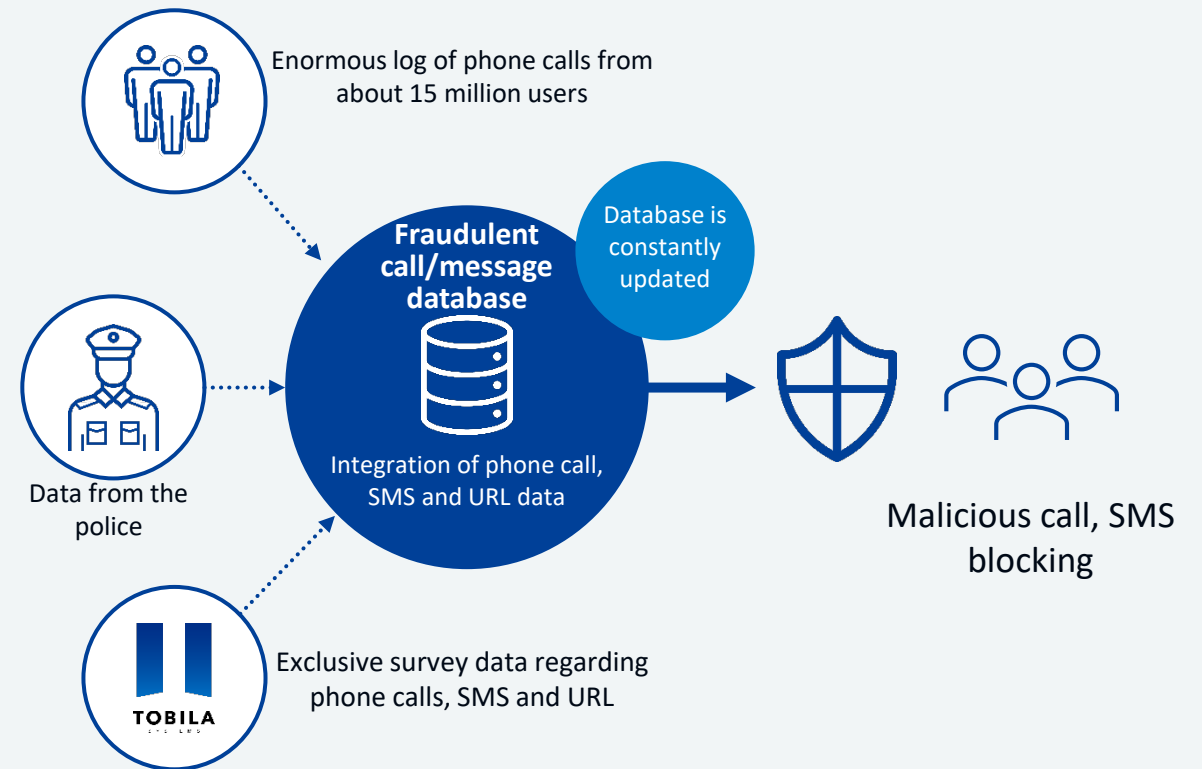 Enormous log of phone calls from
about 15 million users
Database is
constantly
updated
Fraudulent
call/message
database
Integration of phone call,
SMS and URL data
Data from the
police
Malicious call, SMS
blocking
Exclusive survey data regarding
phone calls, SMS and URL
TOBILA